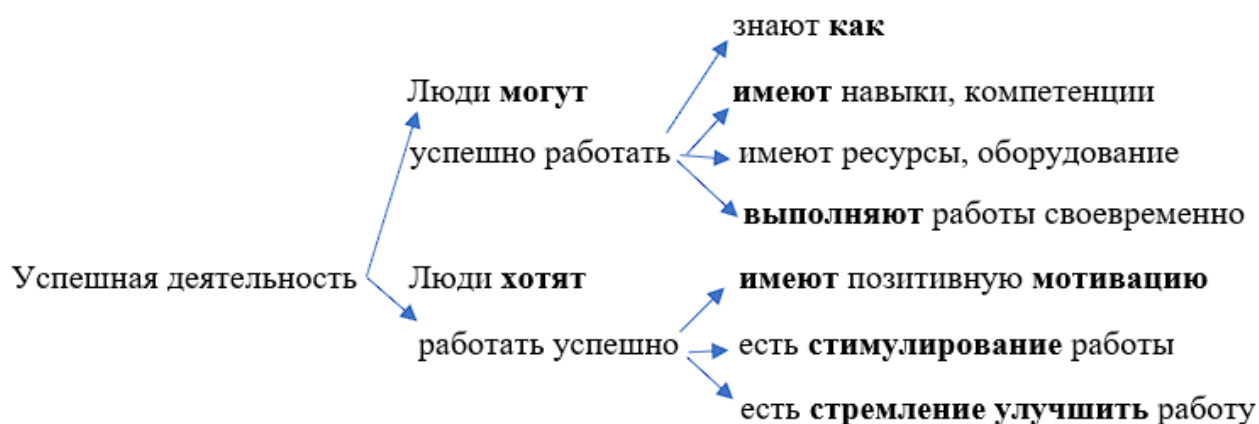 знают как
Люди могут
имеют навыки, компетенции
успешно работать
имеют ресурсы, оборудование
выполняют работы своевременно
Успешная деятельность
Люди хотят
имеют позитивную мотивацию
работать успешно
есть стимулирование работы
есть стремление улучшить работу